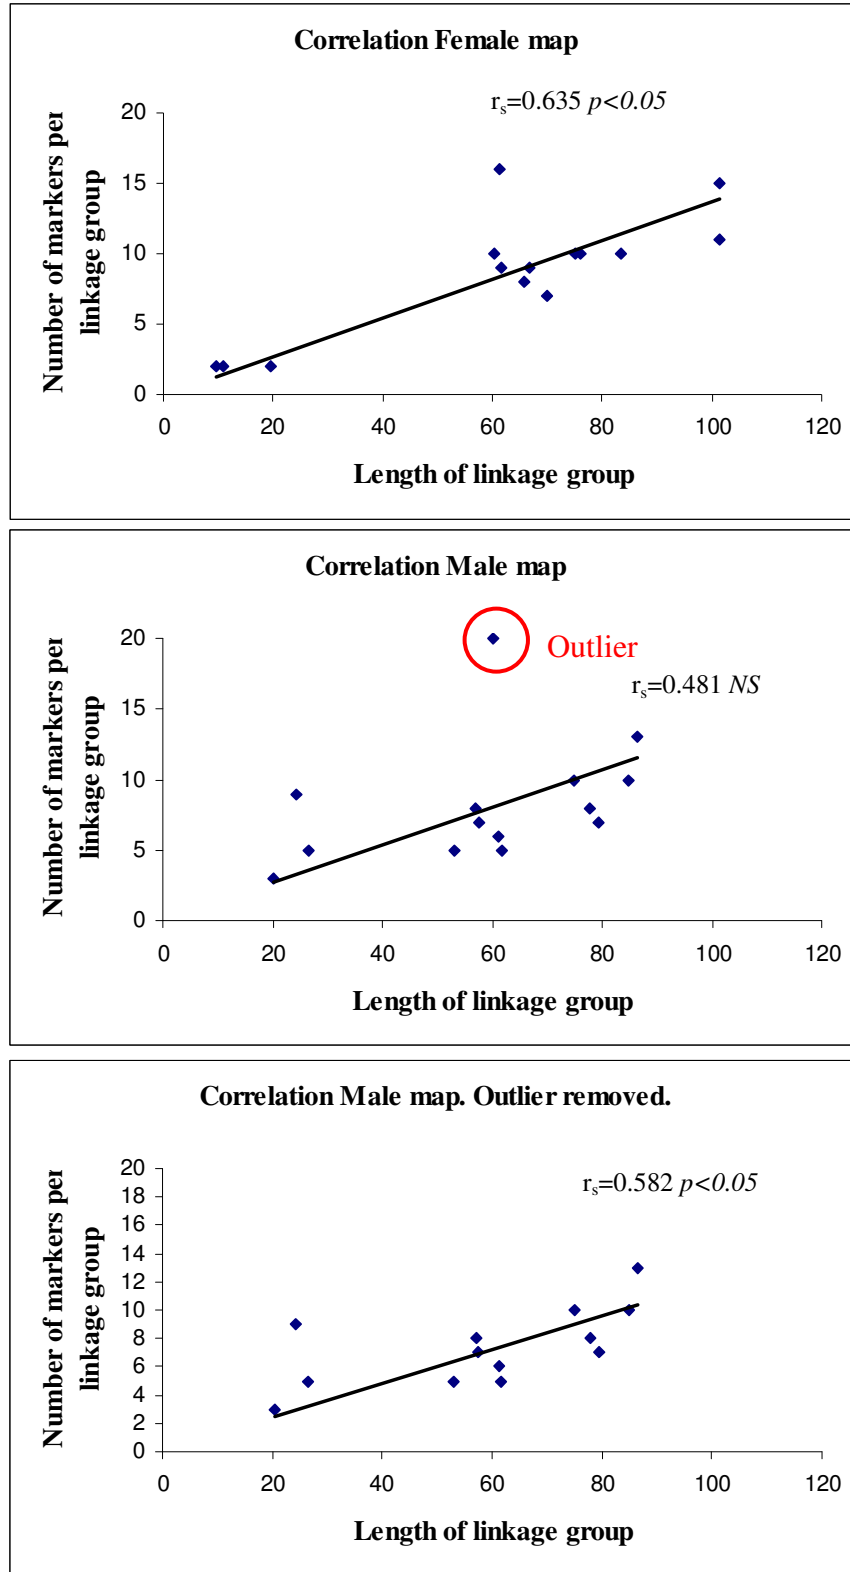 Correlation Female map
r_s=0.635 p<0.05
Number of markers per
linkage group
20
15
10
5
0
0 20 40 60 80 100 120
Length of linkage group
Correlation Male map
Outlier
r_s=0.481 NS
Number of markers per
linkage group
20
15
10
5
0
0 20 40 60 80 100 120
Length of linkage group
Correlation Male map. Outlier removed.
r_s=0.582 p<0.05
Number of markers per
linkage group
20
18
16
14
12
10
8
6
4
2
0
0 20 40 60 80 100 120
Length of linkage group